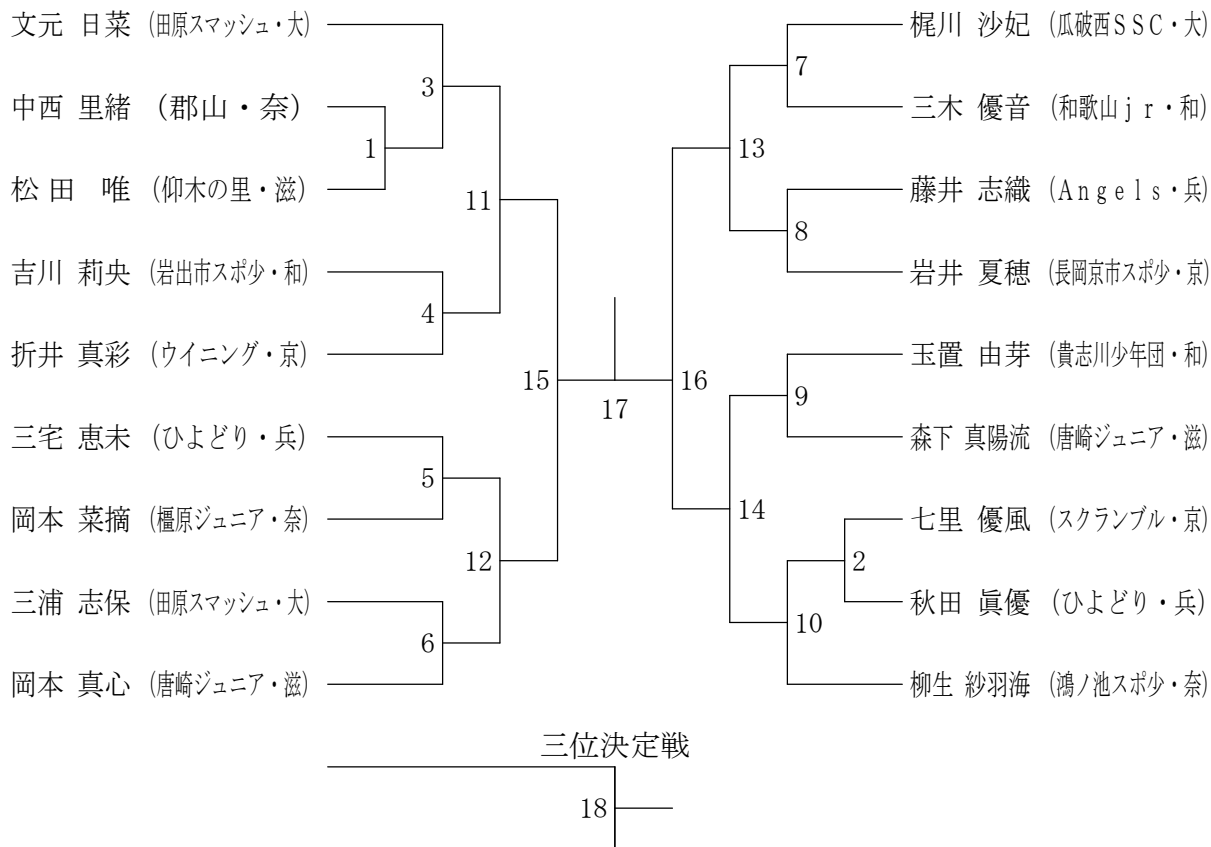 文元 日菜 (田原スマッシュ・大)
中西 里緒 (郡山・奈)
松田 唯 (仰木の里・滋)
吉川 莉央 (岩出市スポ少・和)
折井 真彩 (ウイニング・京)
三宅 恵未 (ひよどり・兵)
岡本 菜摘 (橿原ジュニア・奈)
三浦 志保 (田原スマッシュ・大)
岡本 真心 (唐崎ジュニア・滋)
3
1
11
4
15
5
12
6
17
梶川 沙妃 (瓜破西SSC・大)
三木 優音 (和歌山jr・和)
藤井 志織 (Angels・兵)
岩井 夏穂 (長岡京市スポ少・京)
玉置 由芽 (貴志川少年団・和)
森下 真陽流 (唐崎ジュニア・滋)
七里 優風 (スクランブル・京)
秋田 眞優 (ひよどり・兵)
柳生 紗羽海 (鴻ノ池スポ少・奈)
7
13
8
16
9
14
2
10
三位決定戦
18